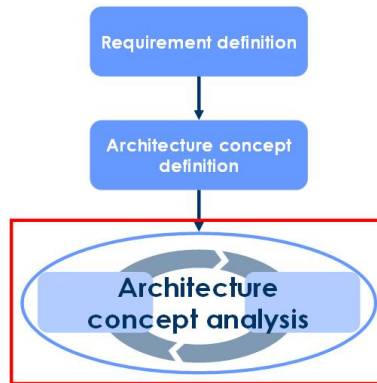 Requirement definition
Architecture concept
definition
Architecture
concept analysis